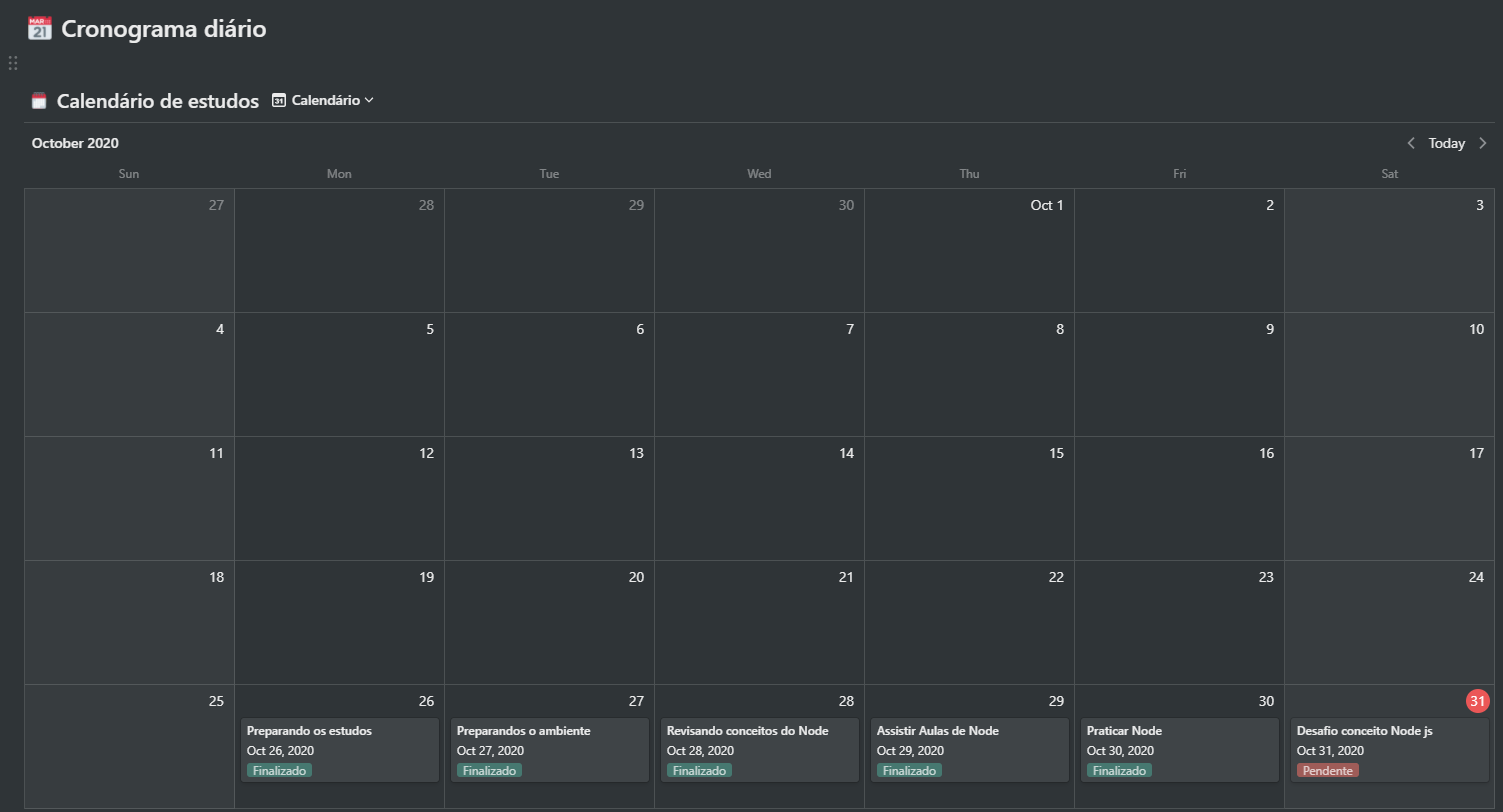 MAR 21 Cronograma diário
Calendário de estudos 31 Calendário
October 2020 Today
Sun Mon Tue Wed Thu Fri Sat
27 28 29 30 Oct 1 2 3
4 5 6 7 8 9 10
11 12 13 14 15 16 17
18 19 20 21 22 23 24
25 26 27 28 29 30 31
Preparando os estudos
Oct 26, 2020
Finalizado
Preparandos o ambiente
Oct 27, 2020
Finalizado
Revisando conceitos do Node
Oct 28, 2020
Finalizado
Assistir Aulas de Node
Oct 29, 2020
Finalizado
Praticar Node
Oct 30, 2020
Finalizado
Desafio conceito Node js
Oct 31, 2020
Pendente